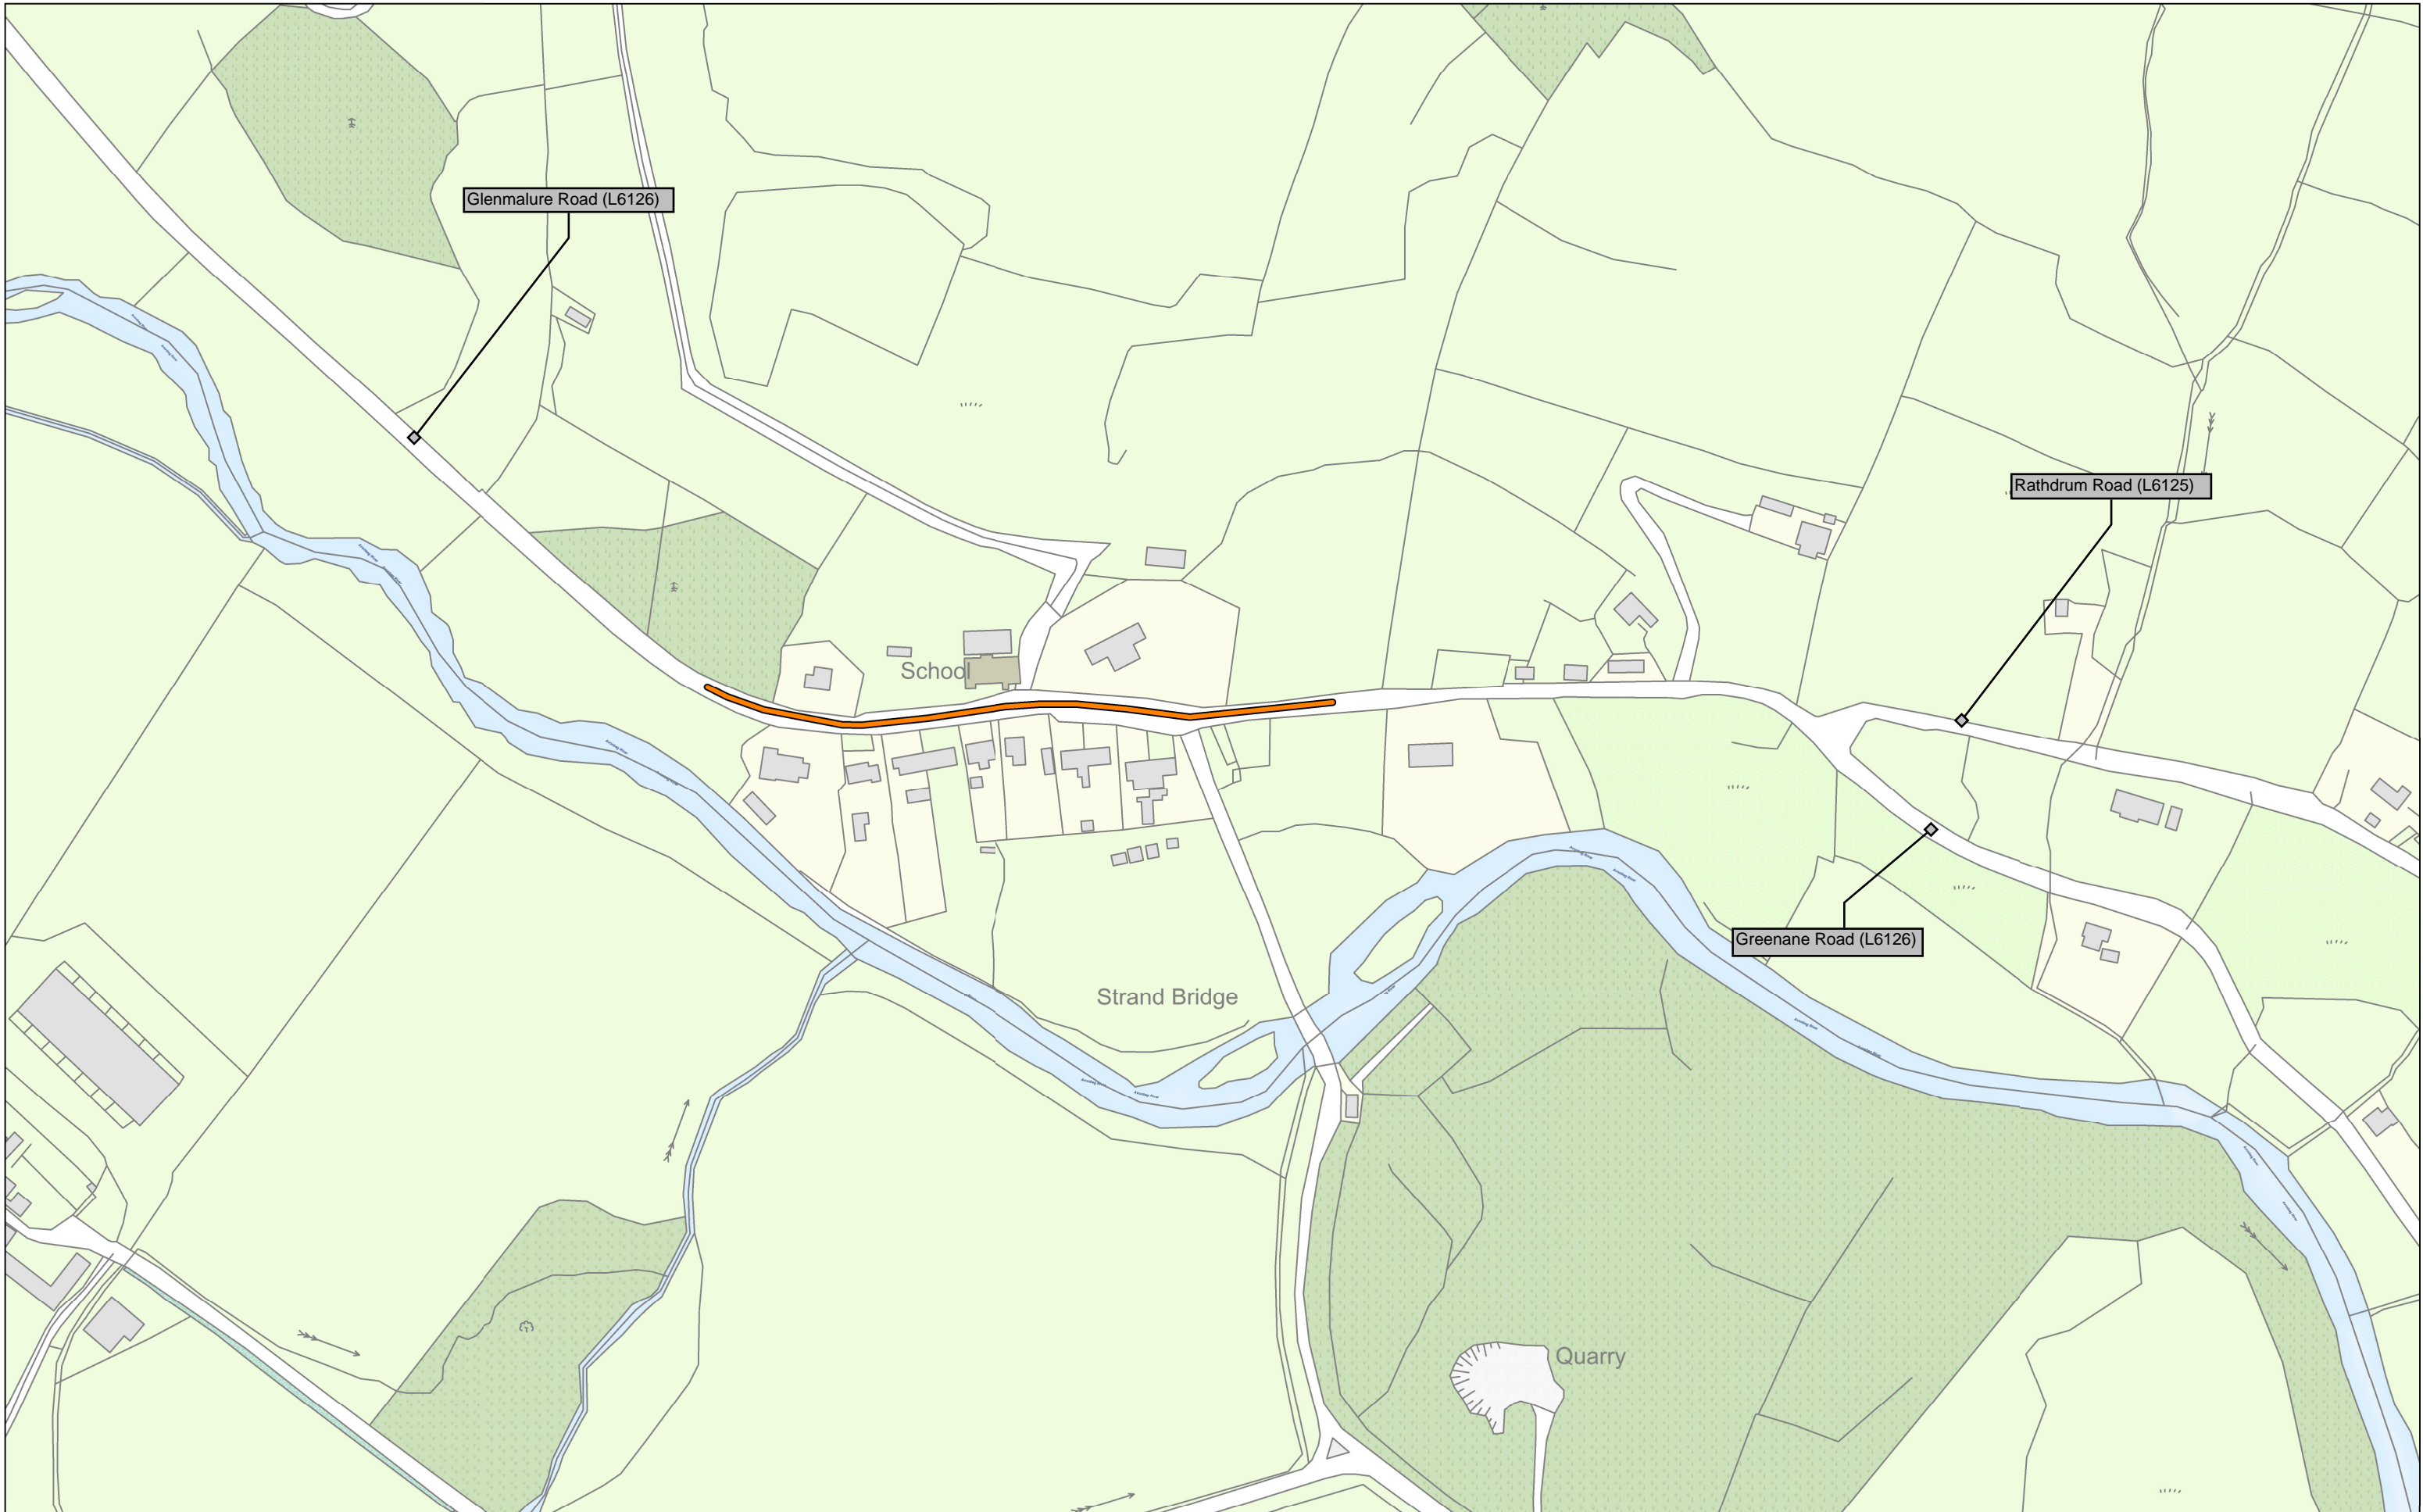 Glenmalure Road (L6126)
Rathdrum Road (L6125)
School
Greenane Road (L6126)
Strand Bridge
Quarry